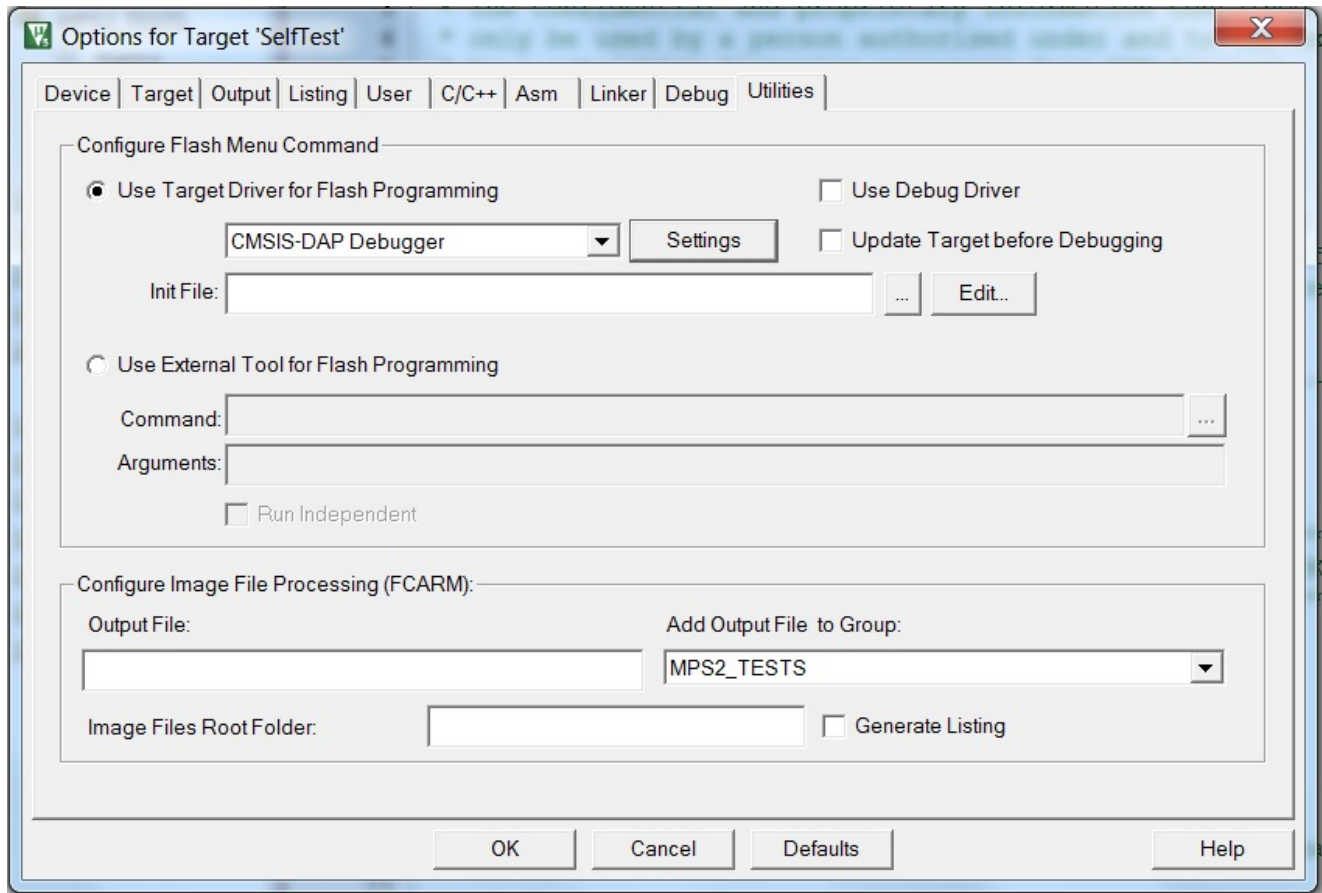 Options for Target 'SelfTest'
Device Target Output Listing User C/C++ Asm Linker Debug Utilities
Configure Flash Menu Command
Use Target Driver for Flash Programming Use Debug Driver
CMSIS-DAP Debugger Settings Update Target before Debugging
Init File: ... Edit...
Use External Tool for Flash Programming
Command: ...
Arguments:
Run Independent
Configure Image File Processing (FCARM):
Output File: Add Output File to Group:
MPS2_TESTS
Image Files Root Folder: Generate Listing
OK Cancel Defaults Help